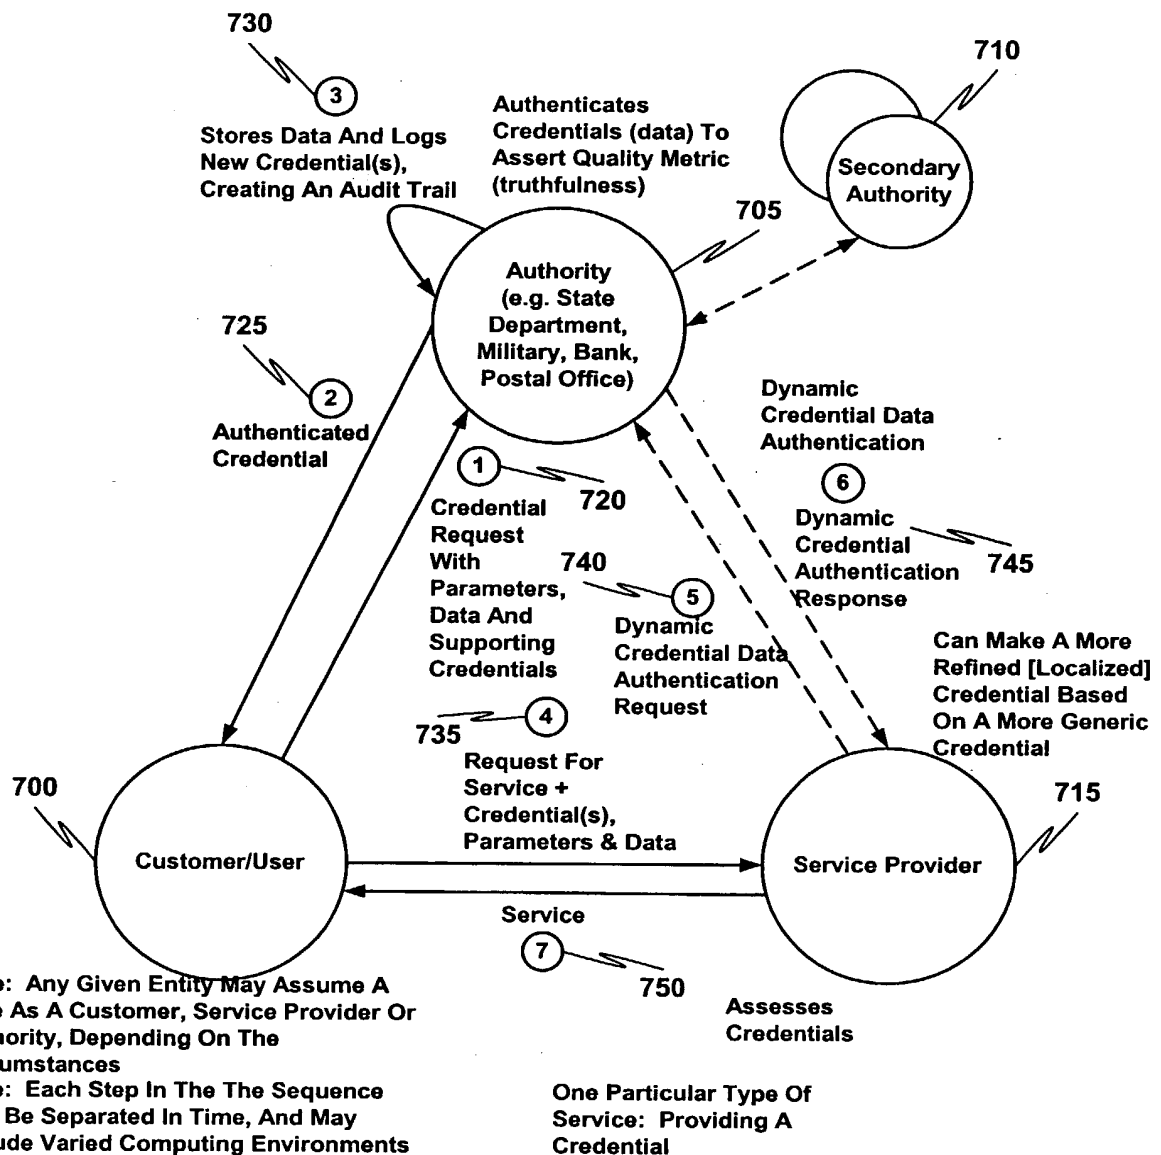 730
3
Stores Data And Logs
New Credential(s),
Creating An Audit Trail
Authenticates
Credentials (data) To
Assert Quality Metric
(truthfulness)
710
Secondary
Authority
705
Authority
(e.g. State
Department,
Military, Bank,
Postal Office)
725
2
Authenticated
Credential
1
720
Credential
Request
With
Parameters,
Data And
Supporting
Credentials
740
5
Dynamic
Credential Data
Authentication
Request
Dynamic
Credential Data
Authentication
6
Dynamic
Credential
Authentication
Response
745
Can Make A More
Refined [Localized]
Credential Based
On A More Generic
Credential
735
4
Request For
Service +
Credential(s),
Parameters & Data
700
Customer/User
715
Service Provider
Service
7
750
Assesses
Credentials
e: Any Given Entity May Assume A
e As A Customer, Service Provider Or
hority, Depending On The
cumstances
e: Each Step In The The Sequence
Be Separated In Time, And May
ude Varied Computing Environments
One Particular Type Of
Service: Providing A
Credential